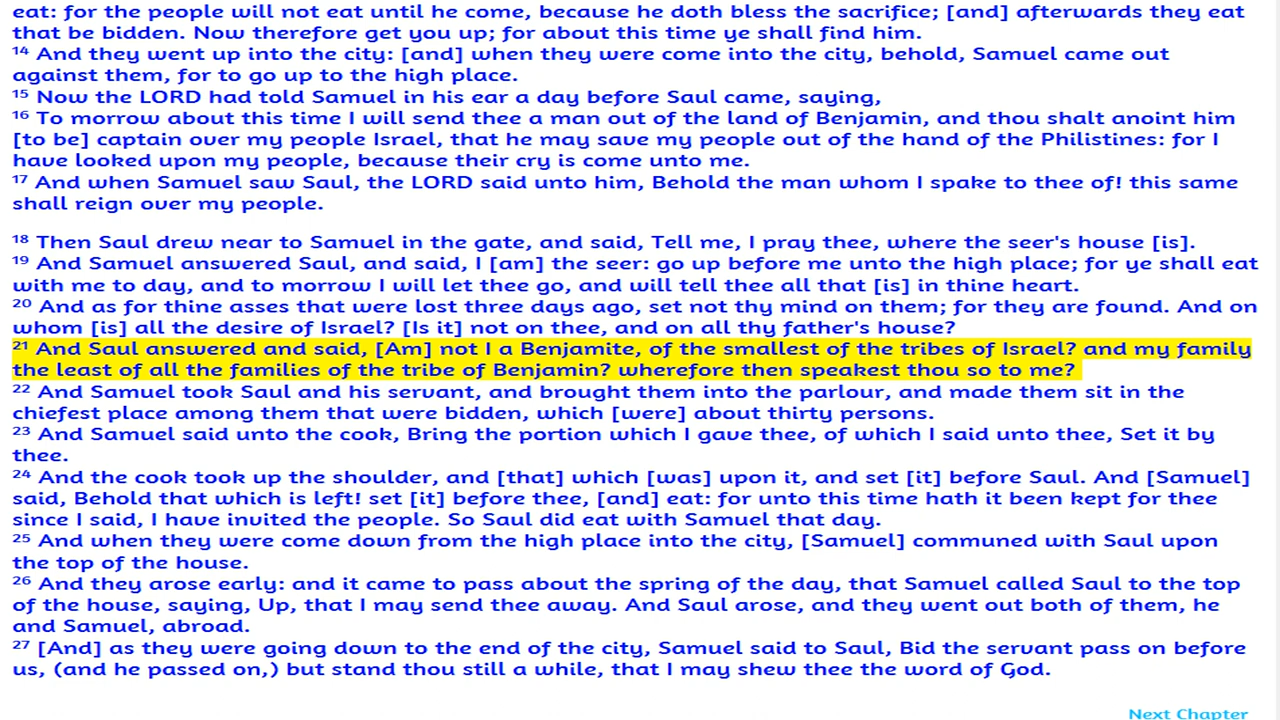 eat: for the people will not eat until he come, because he doth bless the sacrifice; [and] afterwards they eat
that be bidden. Now therefore get you up; for about this time ye shall find him.
14 And they went up into the city: [and] when they were come into the city, behold, Samuel came out
against them, for to go up to the high place.
15 Now the LORD had told Samuel in his ear a day before Saul came, saying,
16 To morrow about this time I will send thee a man out of the land of Benjamin, and thou shalt anoint him
[to be] captain over my people Israel, that he may save my people out of the hand of the Philistines: for I
have looked upon my people, because their cry is come unto me.
17 And when Samuel saw Saul, the LORD said unto him, Behold the man whom I spake to thee of! this same
shall reign over my people.
18 Then Saul drew near to Samuel in the gate, and said, Tell me, I pray thee, where the seer's house [is].
19 And Samuel answered Saul, and said, I [am] the seer: go up before me unto the high place; for ye shall eat
with me to day, and to morrow I will let thee go, and will tell thee all that [is] in thine heart.
20 And as for thine asses that were lost three days ago, set not thy mind on them; for they are found. And on
whom [is] all the desire of Israel? [Is it] not on thee, and on all thy father's house?
21 And Saul answered and said, [Am] not I a Benjamite, of the smallest of the tribes of Israel? and my family
the least of all the families of the tribe of Benjamin? wherefore then speakest thou so to me?
22 And Samuel took Saul and his servant, and brought them into the parlour, and made them sit in the
chiefest place among them that were bidden, which [were] about thirty persons.
23 And Samuel said unto the cook, Bring the portion which I gave thee, of which I said unto thee, Set it by
thee.
24 And the cook took up the shoulder, and [that] which [was] upon it, and set [it] before Saul. And [Samuel]
said, Behold that which is left! set [it] before thee, [and] eat: for unto this time hath it been kept for thee
since I said, I have invited the people. So Saul did eat with Samuel that day.
25 And when they were come down from the high place into the city, [Samuel] communed with Saul upon
the top of the house.
26 And they arose early: and it came to pass about the spring of the day, that Samuel called Saul to the top
of the house, saying, Up, that I may send thee away. And Saul arose, and they went out both of them, he
and Samuel, abroad.
27 [And] as they were going down to the end of the city, Samuel said to Saul, Bid the servant pass on before
us, (and he passed on,) but stand thou still a while, that I may shew thee the word of God.
Next Chapter